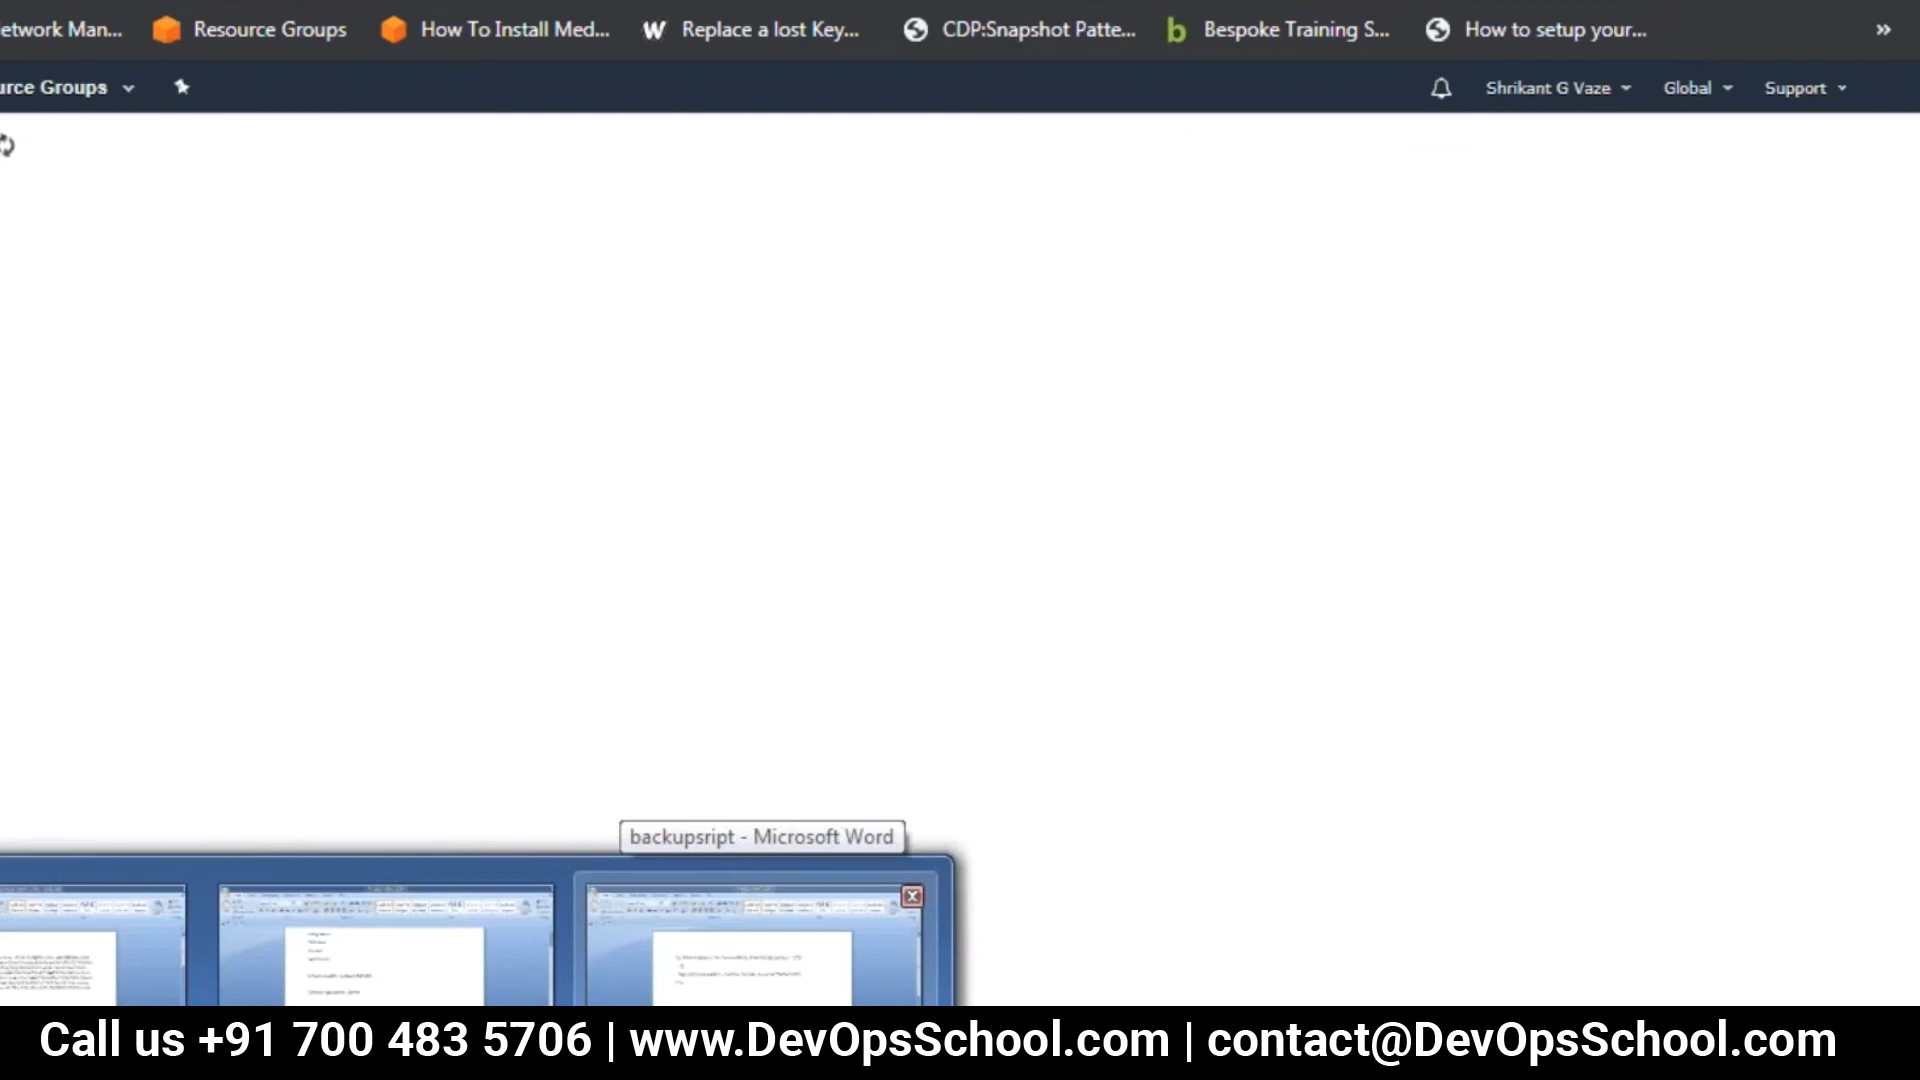 etwork Man... Resource Groups How To Install Med... Replace a lost Key... CDP:Snapshot Patte... Bespoke Training S... How to setup your... »
urce Groups Shrikant G Vaze Global Support
backupsript - Microsoft Word
Call us +91 700 483 5706 | www.DevOpsSchool.com | contact@DevOpsSchool.com